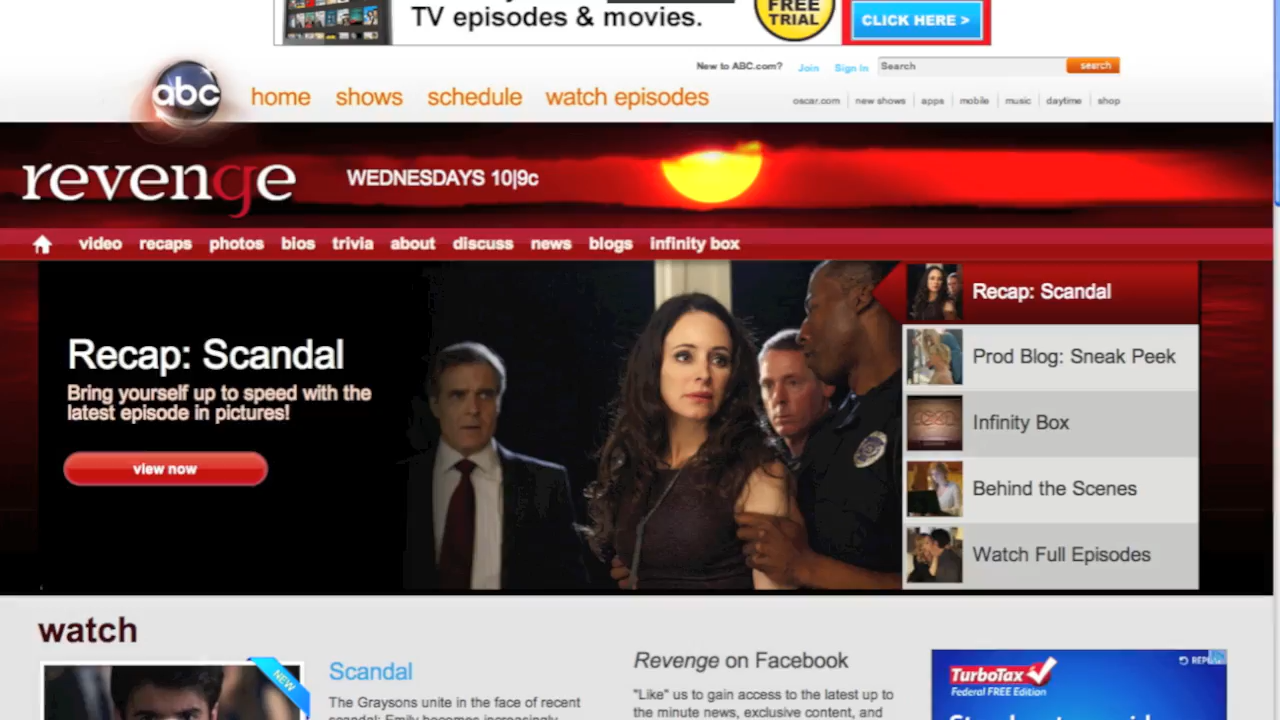 TV episodes & movies.
FREE
TRIAL
CLICK HERE >
New to ABC.com?
Join
Sign In
Search
search
abc
home
shows
schedule
watch episodes
oscar.com
new shows
apps
mobile
music
daytime
shop
revenge
WEDNESDAYS 10|9c
video
recaps
photos
bios
trivia
about
discuss
news
blogs
infinity box
Recap: Scandal
Bring yourself up to speed with the
latest episode in pictures!
view now
Recap: Scandal
Prod Blog: Sneak Peek
Infinity Box
Behind the Scenes
Watch Full Episodes
watch
NEW
Scandal
The Graysons unite in the face of recent
Revenge on Facebook
"Like" us to gain access to the latest up to
the minute news, exclusive content, and
TurboTax
Federal FREE Edition